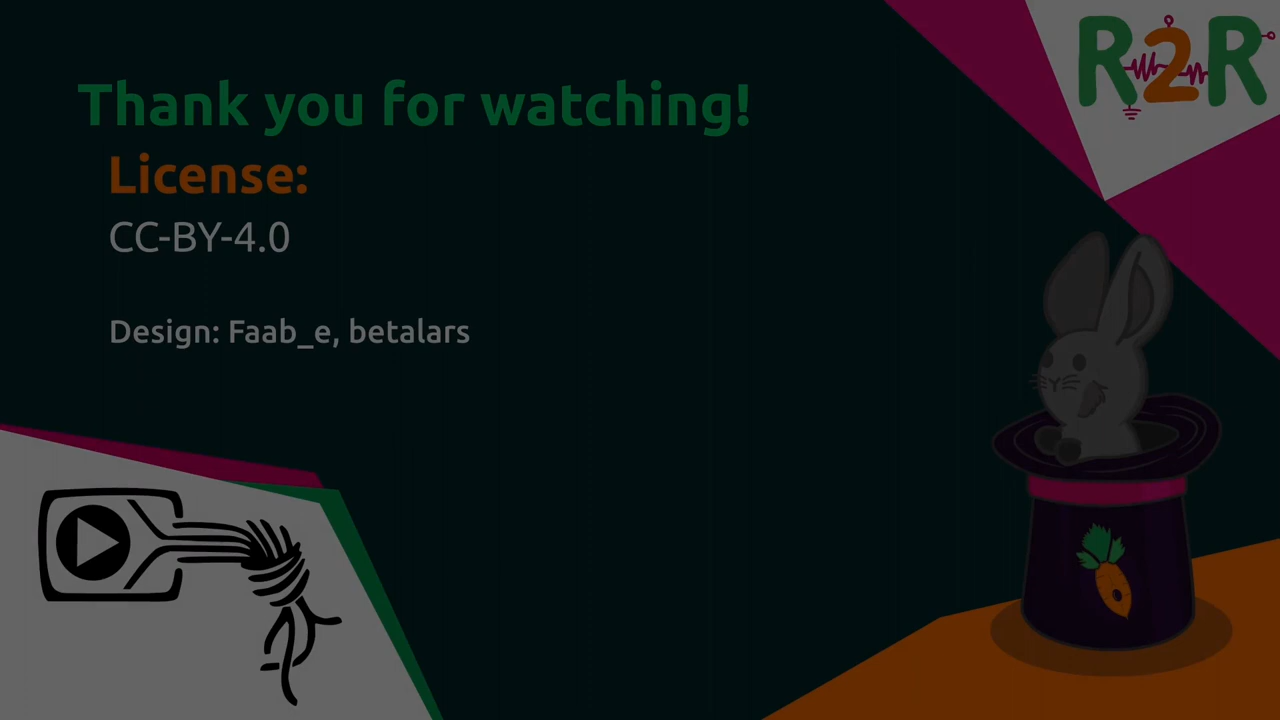 R2R
Thank you for watching!
License:
CC-BY-4.0
Design: Faab_e, betalars